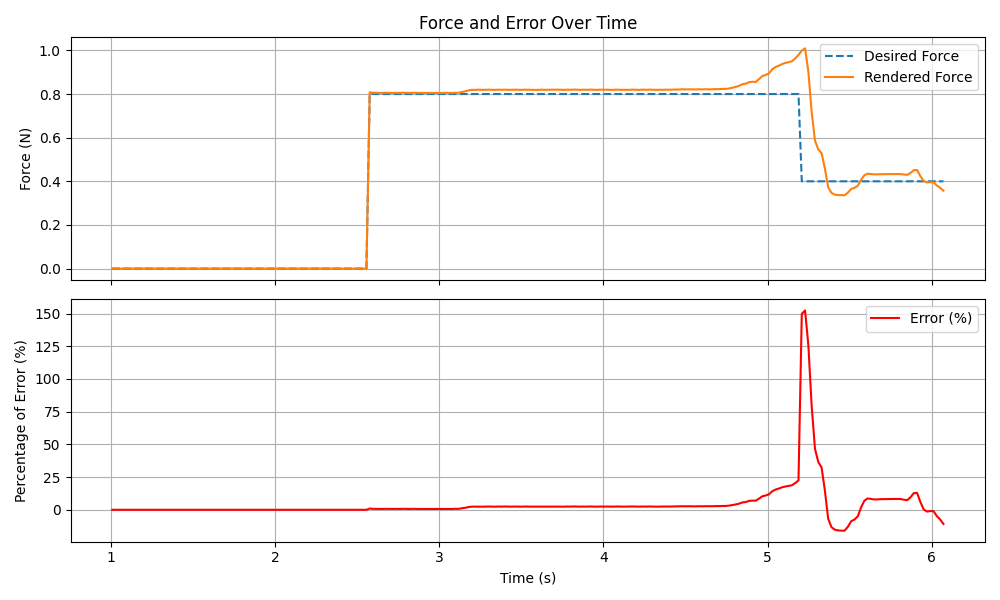 Force and Error Over Time
1.0
0.8
0.6
0.4
0.2
0.0
Force (N)
Desired Force
Rendered Force
150
125
100
75
50
25
0
Percentage of Error (%)
Error (%)
1 2 3 4 5 6
Time (s)